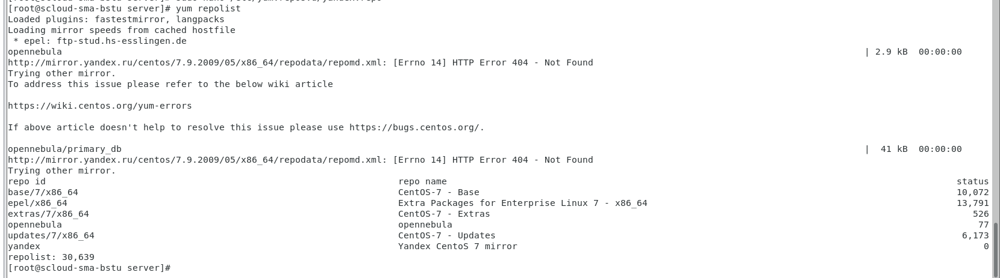 [root@scloud-sma-bstu server]# yum repolist
Loaded plugins: fastestmirror, langpacks
Loading mirror speeds from cached hostfile
 * epel: ftp-stud.hs-esslingen.de
opennebula | 2.9 kB 00:00:00
http://mirror.yandex.ru/centos/7.9.2009/05/x86_64/repodata/repomd.xml: [Errno 14] HTTP Error 404 - Not Found
Trying other mirror.
To address this issue please refer to the below wiki article
https://wiki.centos.org/yum-errors
If above article doesn't help to resolve this issue please use https://bugs.centos.org/.
opennebula/primary_db | 41 kB 00:00:00
http://mirror.yandex.ru/centos/7.9.2009/05/x86_64/repodata/repomd.xml: [Errno 14] HTTP Error 404 - Not Found
Trying other mirror.
repo id repo name status
base/7/x86_64 CentOS-7 - Base 10,072
epel/x86_64 Extra Packages for Enterprise Linux 7 - x86_64 13,791
extras/7/x86_64 CentOS-7 - Extras 526
opennebula opennebula 77
updates/7/x86_64 CentOS-7 - Updates 6,173
yandex Yandex CentoS 7 mirror 0
repolist: 30,639
[root@scloud-sma-bstu server]#